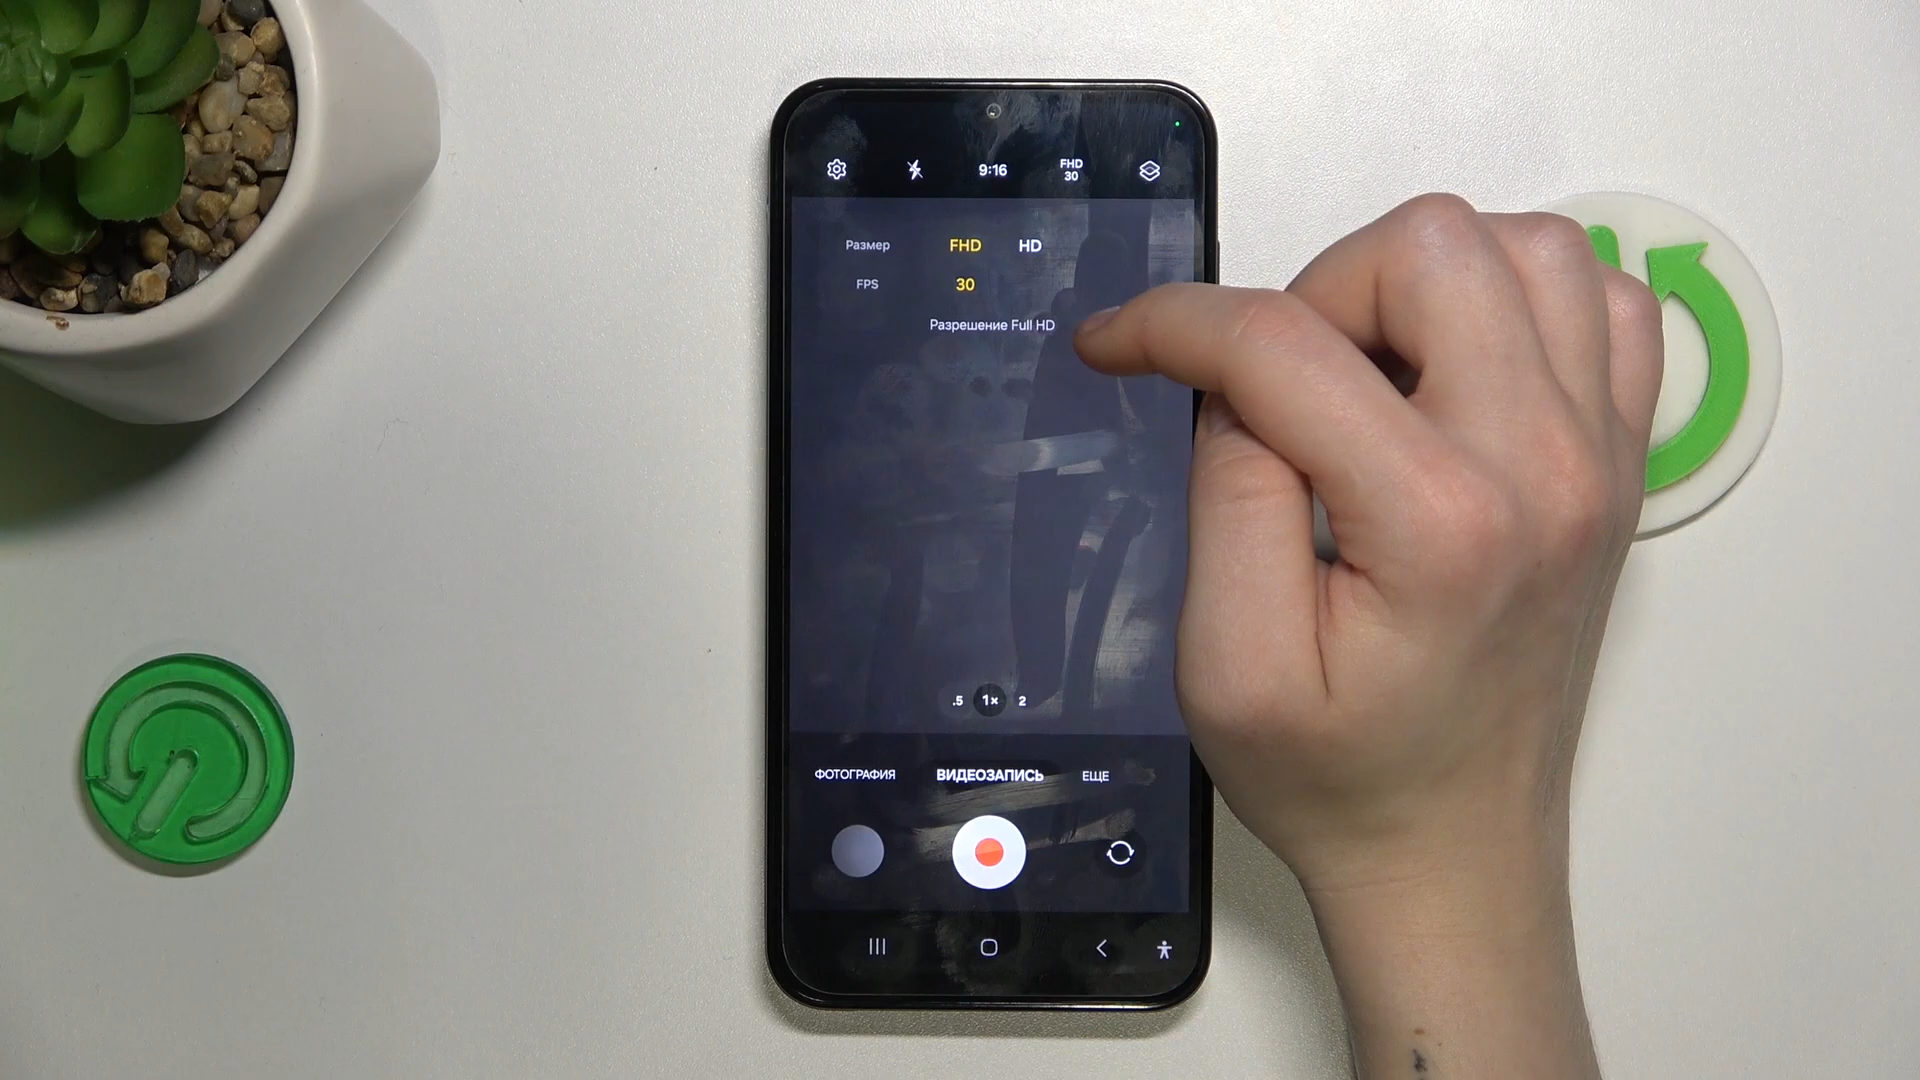 9:16
FHD
30
Размер FHD HD
FPS 30
Разрешение Full HD
.5 1× 2
ФОТОГРАФИЯ ВИДЕОЗАПИСЬ ЕЩЕ